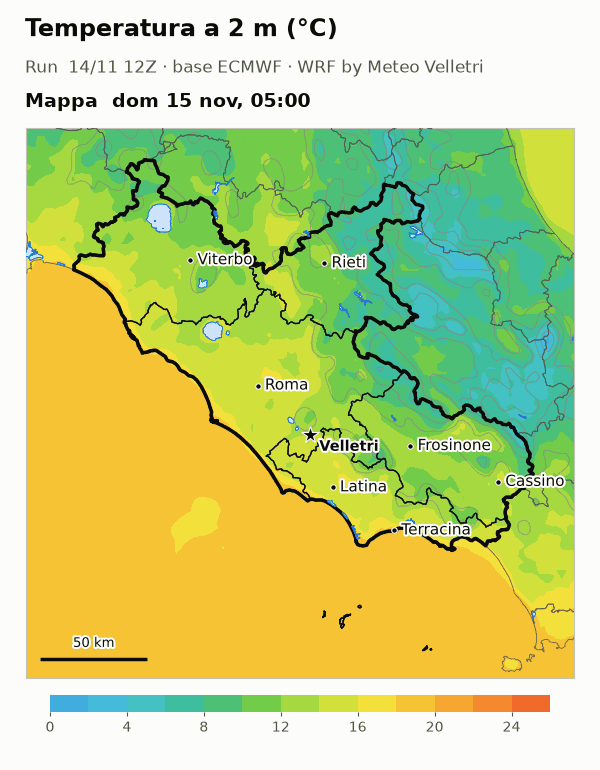 Temperatura a 2 m (°C)
Run  14/11 12Z · base ECMWF · WRF by Meteo Velletri
Mappa  dom 15 nov, 05:00
Viterbo
Rieti
Roma
Velletri
Frosinone
Cassino
Latina
Terracina
50 km
0 4 8 12 16 20 24